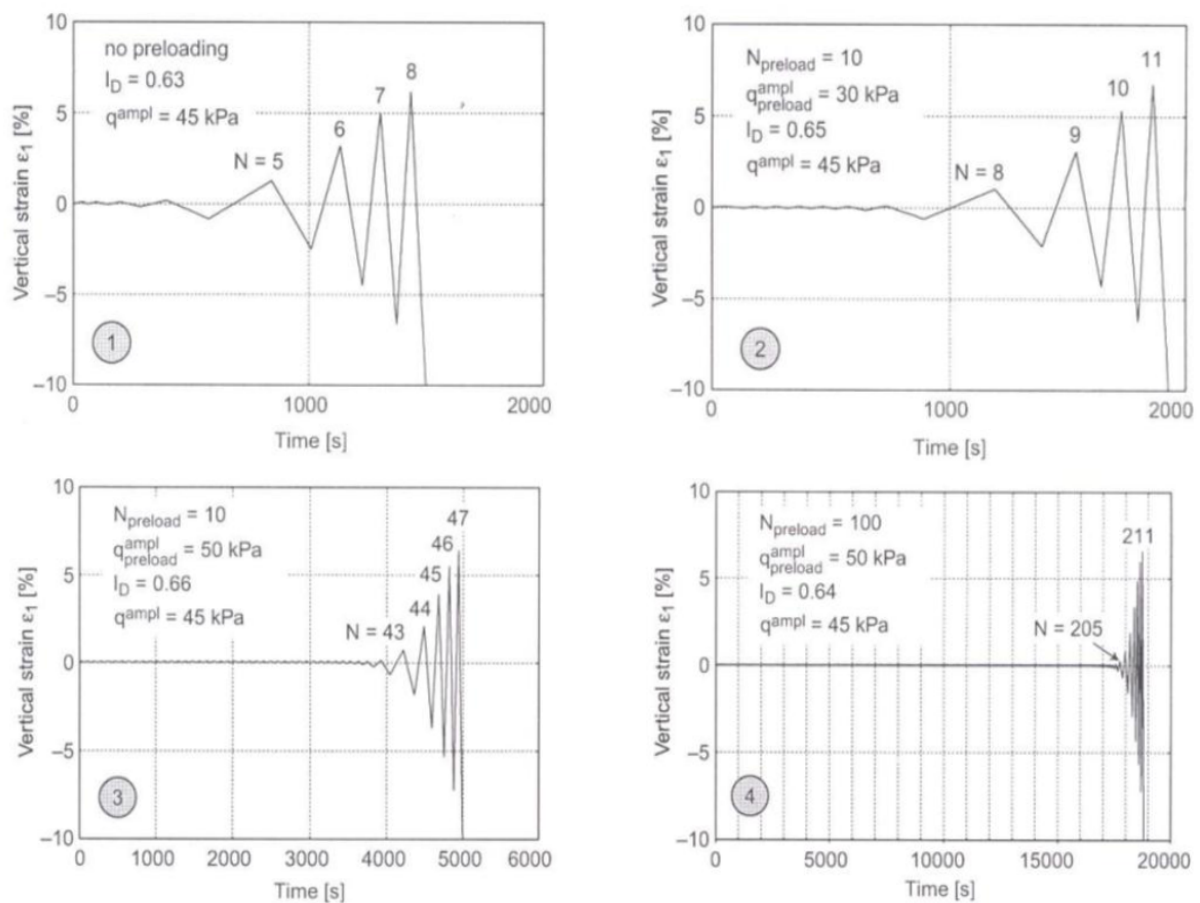 10
5
0
–5
–10
Vertical strain ε₁ [%]
no preloading
I_D = 0.63
q^ampl = 45 kPa
N = 5
6
7
8
1
0
1000
2000
Time [s]
10
5
0
–5
–10
Vertical strain ε₁ [%]
N_preload = 10
q^ampl_preload = 30 kPa
I_D = 0.65
q^ampl = 45 kPa
N = 8
9
10
11
2
0
1000
2000
Time [s]
10
5
0
–5
–10
Vertical strain ε₁ [%]
N_preload = 10
q^ampl_preload = 50 kPa
I_D = 0.66
q^ampl = 45 kPa
N = 43
44
45
46
47
3
0
1000
2000
3000
4000
5000
6000
Time [s]
10
5
0
–5
–10
Vertical strain ε₁ [%]
N_preload = 100
q^ampl_preload = 50 kPa
I_D = 0.64
q^ampl = 45 kPa
N = 205
211
4
0
5000
10000
15000
20000
Time [s]